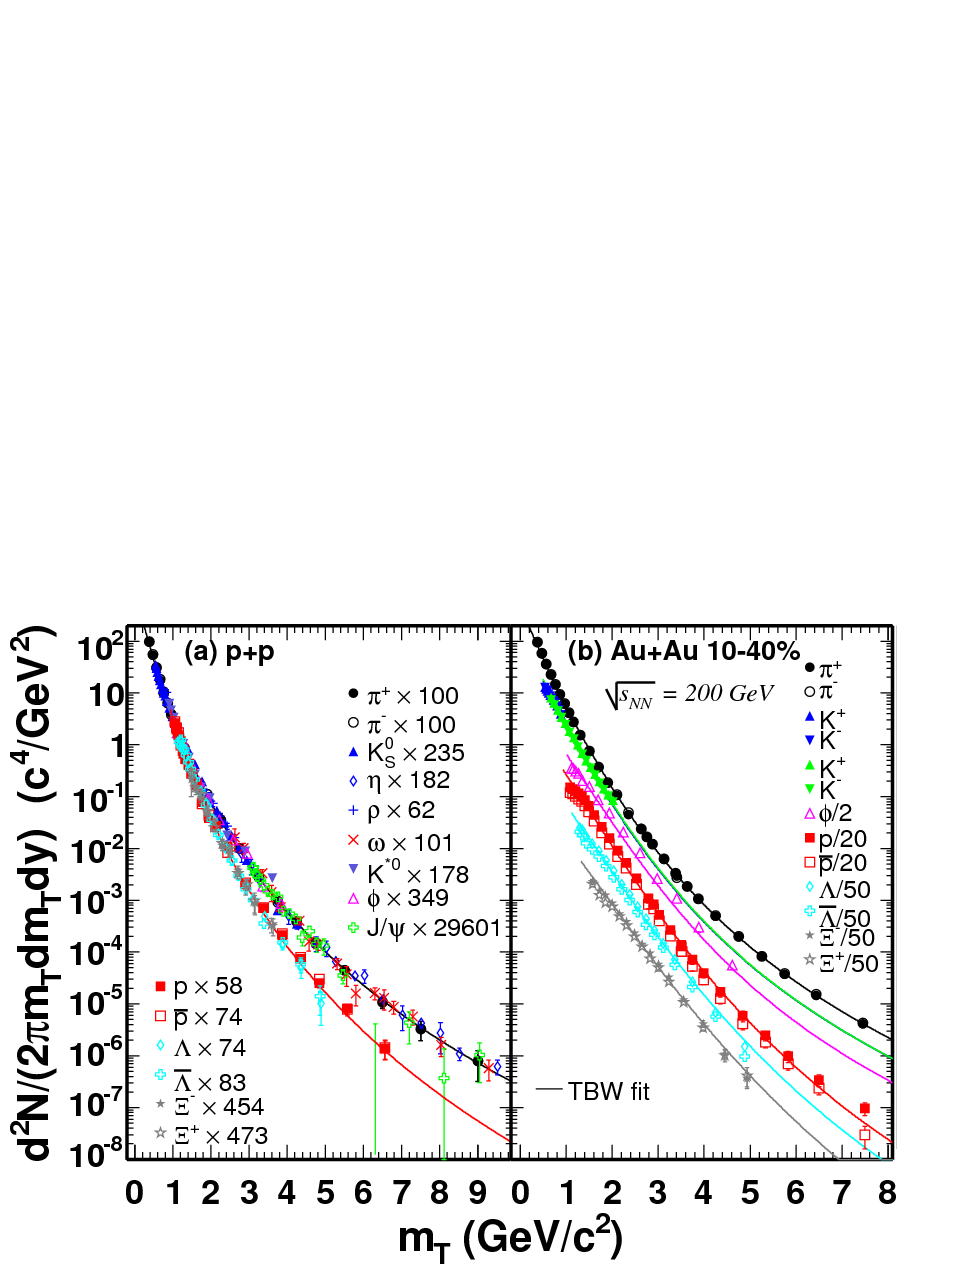 (a) p+p
π⁺ × 100
π⁻ × 100
K⁰_S × 235
η × 182
ρ × 62
ω × 101
K*⁰ × 178
ϕ × 349
J/ψ × 29601
p × 58
p̅ × 74
Λ × 74
Λ̅ × 83
Ξ⁻ × 454
Ξ⁺ × 473
(b) Au+Au 10-40%
√s_NN = 200 GeV
π⁺
π⁻
K⁺
K⁻
K⁺
K⁻
ϕ/2
p/20
p̅/20
Λ/50
Λ̅/50
Ξ⁻/50
Ξ⁺/50
TBW fit
d²N/(2πm_T dm_T dy) (c⁴/GeV²)
10²
10
1
10⁻¹
10⁻²
10⁻³
10⁻⁴
10⁻⁵
10⁻⁶
10⁻⁷
10⁻⁸
0 1 2 3 4 5 6 7 8 9 0 1 2 3 4 5 6 7 8
m_T (GeV/c²)